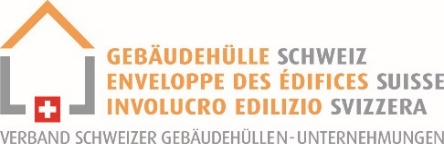 GEBÄUDEHÜLLE SCHWEIZ
ENVELOPPE DES ÉDIFICES SUISSE
INVOLUCRO EDILIZIO SVIZZERA
VERBAND SCHWEIZER GEBÄUDEHÜLLEN-UNTERNEHMUNGEN